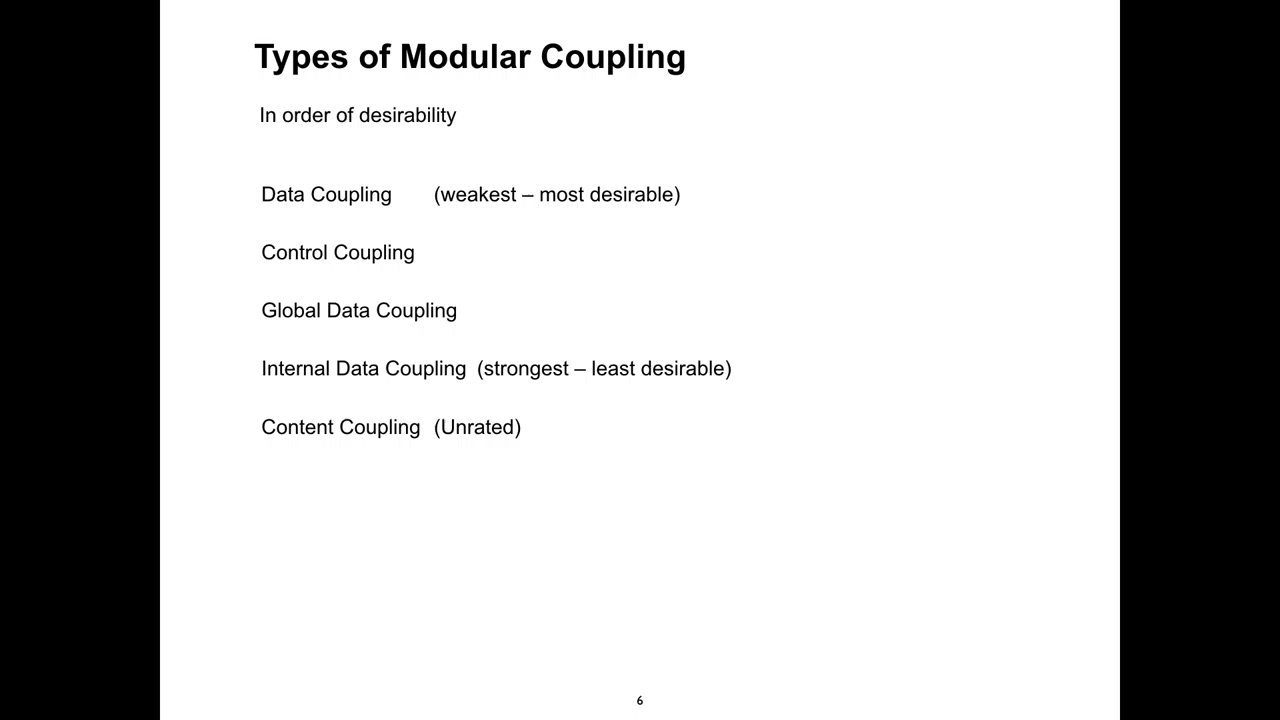 Types of Modular Coupling
In order of desirability
Data Coupling (weakest – most desirable)
Control Coupling
Global Data Coupling
Internal Data Coupling (strongest – least desirable)
Content Coupling (Unrated)
6